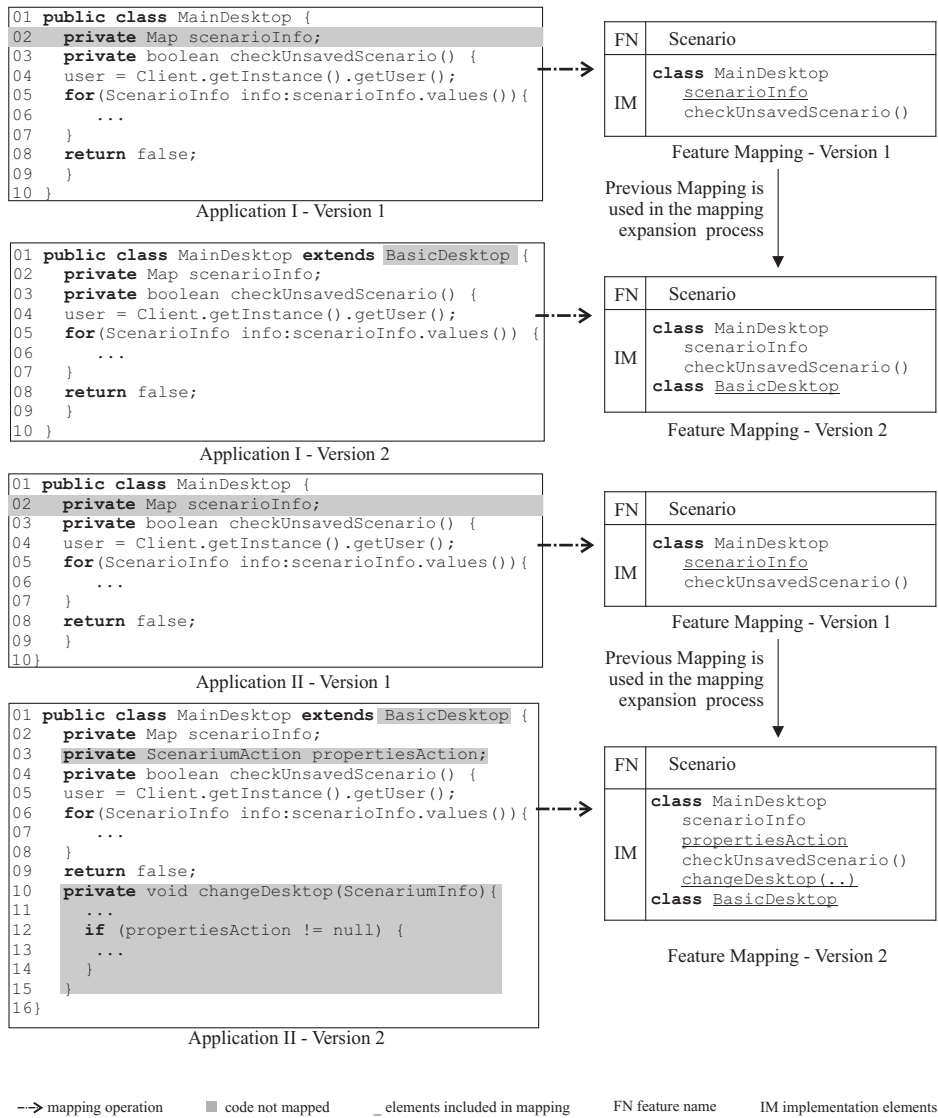 01 public class MainDesktop {
02 private Map scenarioInfo;
03 private boolean checkUnsavedScenario() {
04 user = Client.getInstance().getUser();
05 for(ScenarioInfo info:scenarioInfo.values()){
06 ...
07 }
08 return false;
09 }
10 }
Application I - Version 1
FN Scenario
IM
class MainDesktop
scenarioInfo
checkUnsavedScenario()
Feature Mapping - Version 1
Previous Mapping is
used in the mapping
expansion process
01 public class MainDesktop extends BasicDesktop {
02 private Map scenarioInfo;
03 private boolean checkUnsavedScenario() {
04 user = Client.getInstance().getUser();
05 for(ScenarioInfo info:scenarioInfo.values()) {
06 ...
07 }
08 return false;
09 }
10 }
Application I - Version 2
FN Scenario
IM
class MainDesktop
scenarioInfo
checkUnsavedScenario()
class BasicDesktop
Feature Mapping - Version 2
01 public class MainDesktop {
02 private Map scenarioInfo;
03 private boolean checkUnsavedScenario() {
04 user = Client.getInstance().getUser();
05 for(ScenarioInfo info:scenarioInfo.values()){
06 ...
07 }
08 return false;
09 }
10}
Application II - Version 1
FN Scenario
IM
class MainDesktop
scenarioInfo
checkUnsavedScenario()
Feature Mapping - Version 1
Previous Mapping is
used in the mapping
expansion process
01 public class MainDesktop extends BasicDesktop {
02 private Map scenarioInfo;
03 private ScenariumAction propertiesAction;
04 private boolean checkUnsavedScenario() {
05 user = Client.getInstance().getUser();
06 for(ScenarioInfo info:scenarioInfo.values()){
07 ...
08 }
09 return false;
10 private void changeDesktop(ScenariumInfo){
11 ...
12 if (propertiesAction != null) {
13 ...
14 }
15 }
16}
Application II - Version 2
FN Scenario
IM
class MainDesktop
scenarioInfo
propertiesAction
checkUnsavedScenario()
changeDesktop(..)
class BasicDesktop
Feature Mapping - Version 2
mapping operation code not mapped _ elements included in mapping FN feature name IM implementation elements